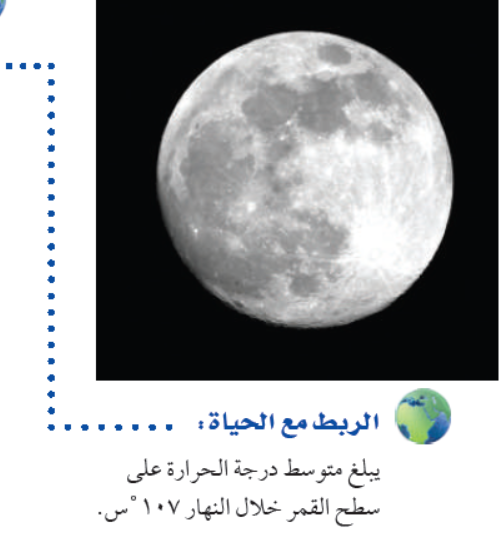 الربط مع الحياة:
يبلغ متوسط درجة الحرارة على
سطح القمر خلال النهار ١٠٧ °س.